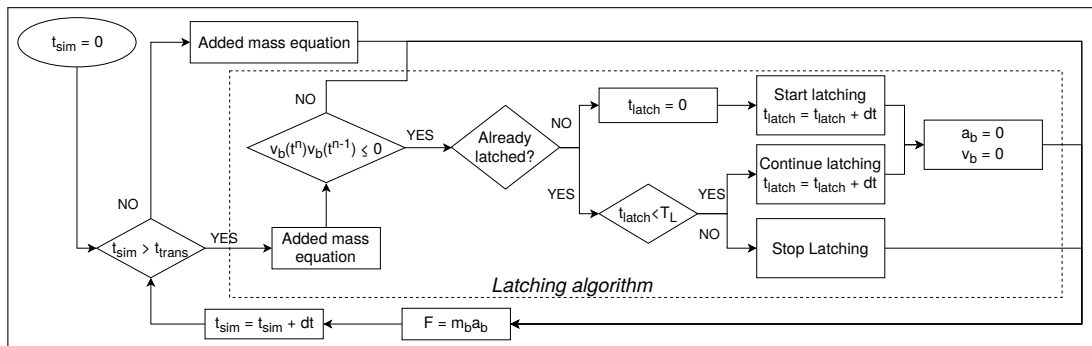 t_sim = 0
Added mass equation
NO
NO
v_b(t^n)v_b(t^{n-1}) ≤ 0
YES
Already
latched?
NO
t_latch = 0
Start latching
t_latch = t_latch + dt
a_b = 0
v_b = 0
YES
t_latch<T_L
YES
Continue latching
t_latch = t_latch + dt
NO
Stop Latching
t_sim > t_trans
YES
Added mass
equation
Latching algorithm
t_sim = t_sim + dt
F = m_ba_b